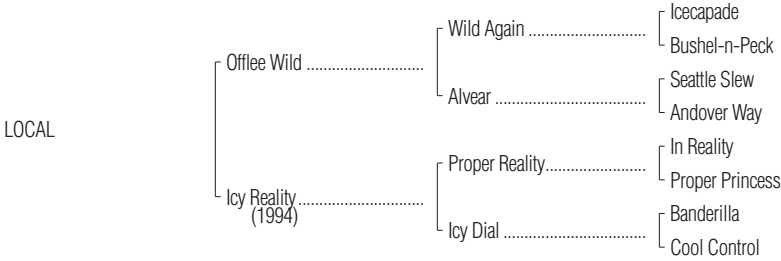 Icecapade
Wild Again ..............................
Bushel-n-Peck
Offlee Wild ..............................
Seattle Slew
Alvear ......................................
Andover Way
LOCAL
In Reality
Proper Reality..........................
Proper Princess
Icy Reality ................................
(1994)
Banderilla
Icy Dial ....................................
Cool Control